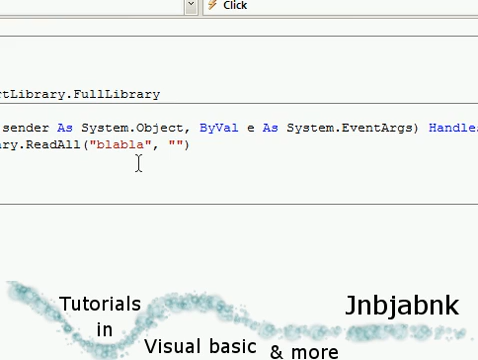 Click
rtLibrary.FullLibrary
sender As System.Object, ByVal e As System.EventArgs) Handle
ary.ReadAll("blabla", "")
Tutorials
in
Visual basic
& more
Jnbjabnk